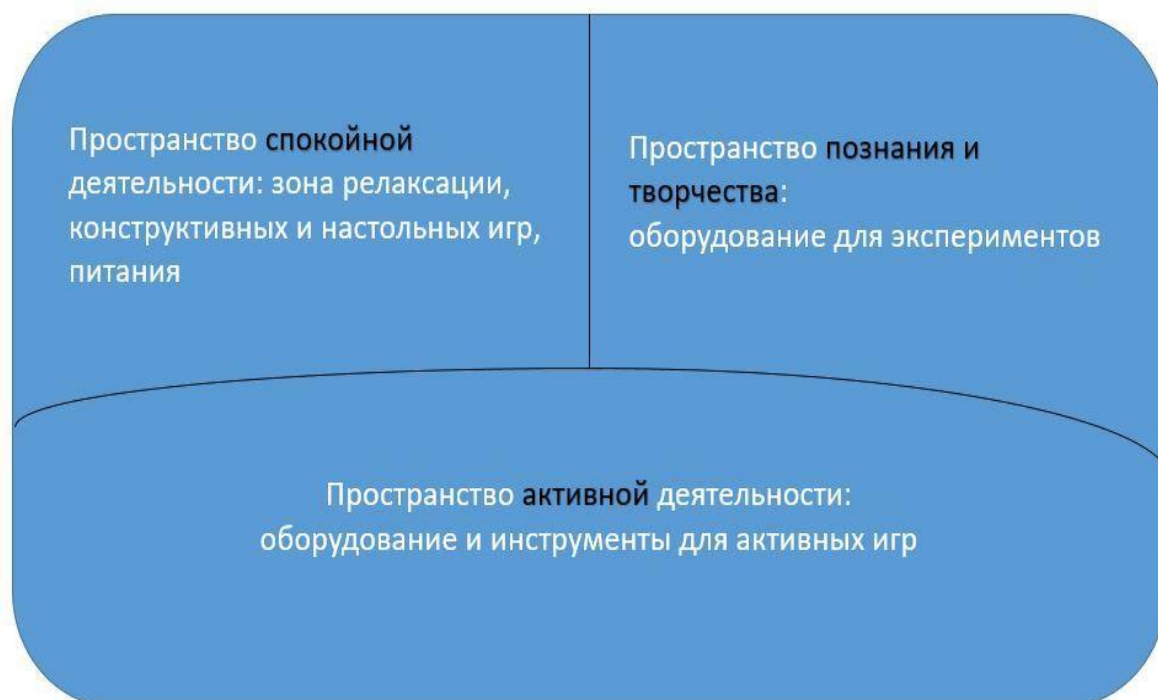 Пространство спокойной
деятельности: зона релаксации,
конструктивных и настольных игр,
питания
Пространство познания и
творчества:
оборудование для экспериментов
Пространство активной деятельности:
оборудование и инструменты для активных игр